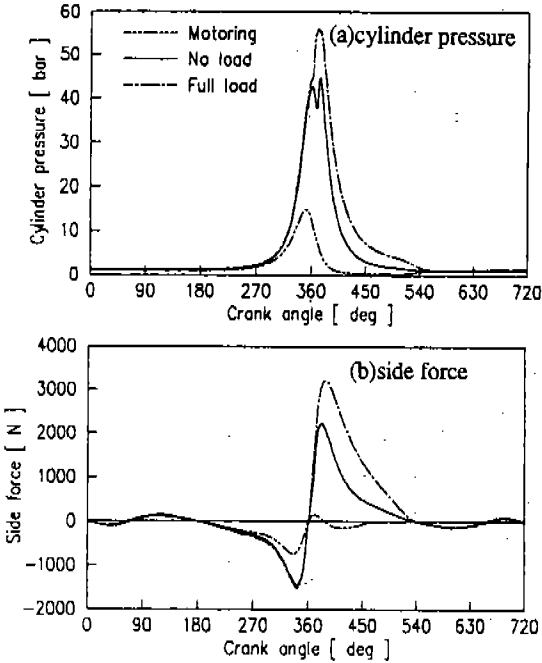 (a)cylinder pressure
Motoring
No load
Full load
Cylinder pressure [ bar ]
60
50
40
30
20
10
0
0 90 180 270 360 450 540 630 720
Crank angle [ deg ]
(b)side force
Side force [ N ]
4000
3000
2000
1000
0
-1000
-2000
0 90 180 270 360 450 540 630 720
Crank angle [ deg ]